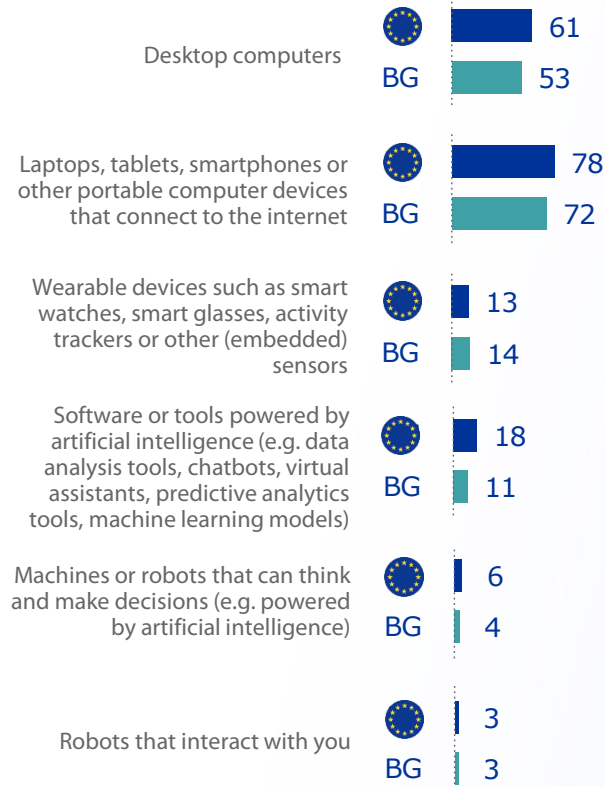 Desktop computers
61
BG 53
Laptops, tablets, smartphones or
other portable computer devices
that connect to the internet
78
BG 72
Wearable devices such as smart
watches, smart glasses, activity
trackers or other (embedded)
sensors
13
BG 14
Software or tools powered by
artificial intelligence (e.g. data
analysis tools, chatbots, virtual
assistants, predictive analytics
tools, machine learning models)
18
BG 11
Machines or robots that can think
and make decisions (e.g. powered
by artificial intelligence)
6
BG 4
Robots that interact with you
3
BG 3